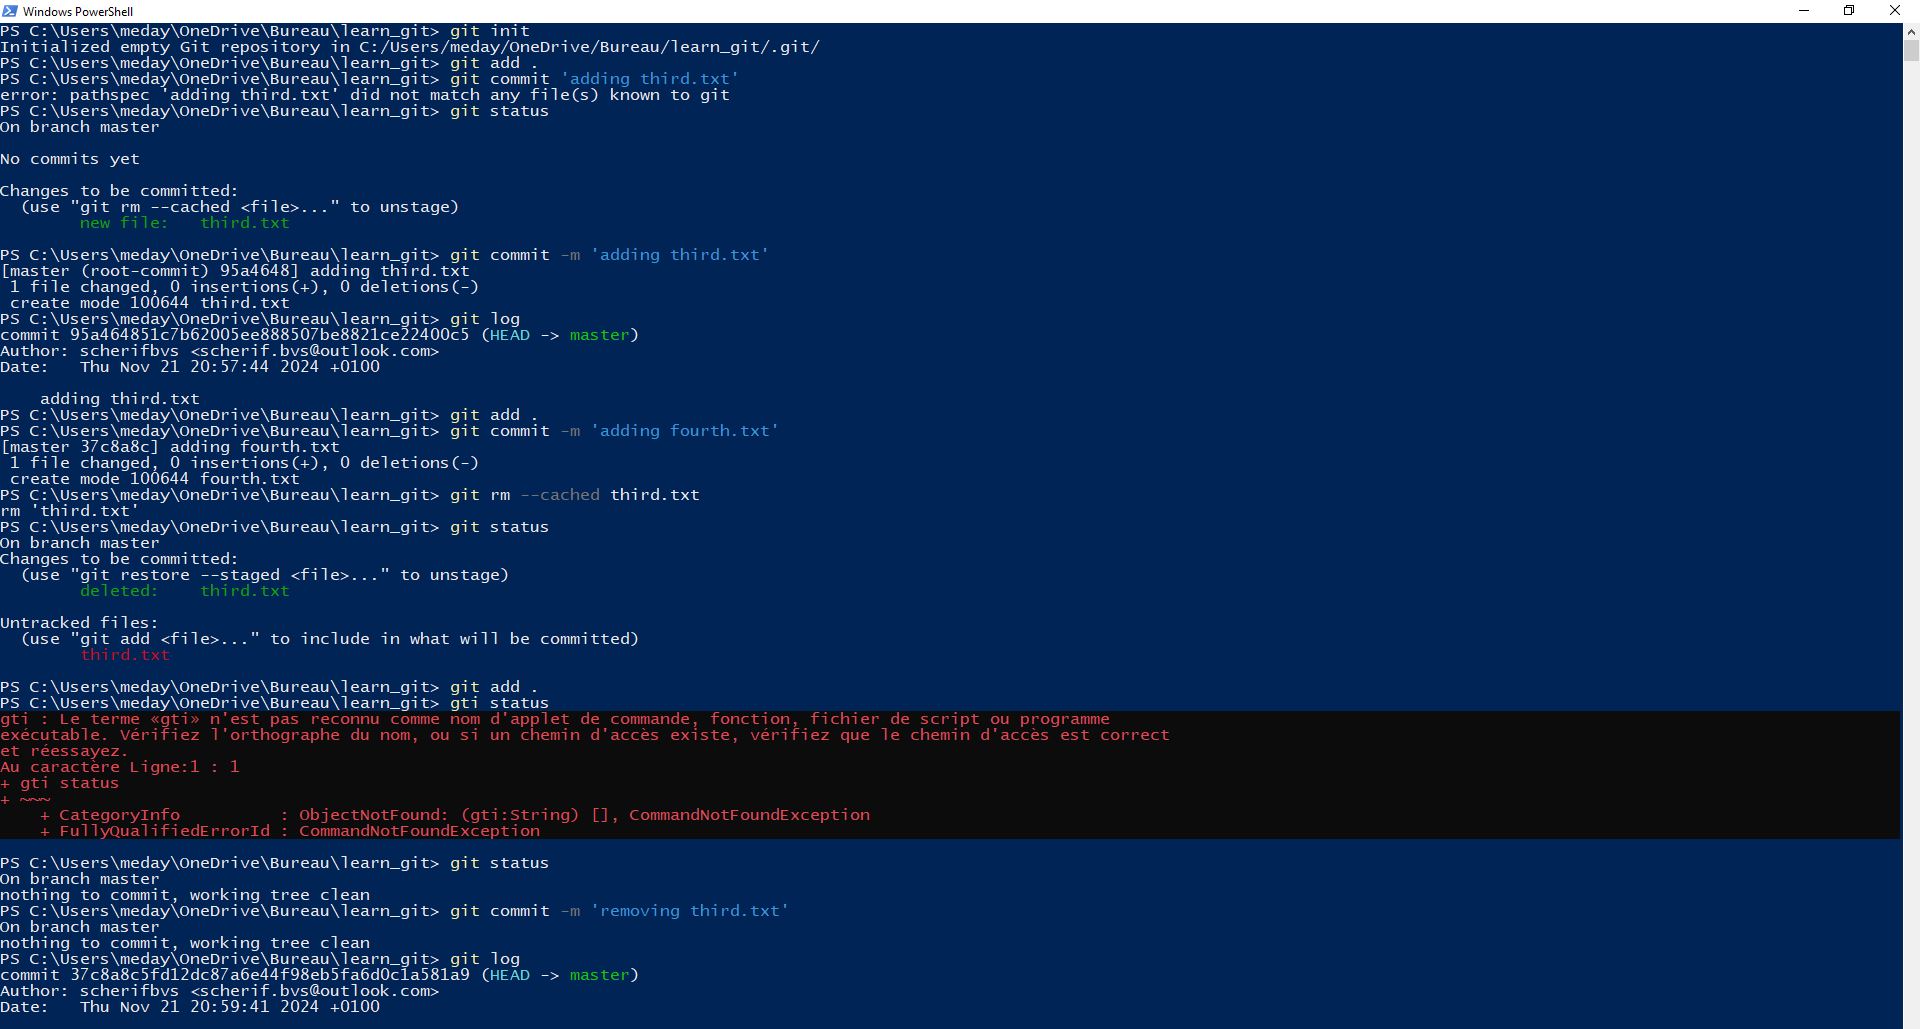 Windows PowerShell
PS C:\Users\meday\OneDrive\Bureau\learn_git> git init
Initialized empty Git repository in C:/Users/meday/OneDrive/Bureau/learn_git/.git/
PS C:\Users\meday\OneDrive\Bureau\learn_git> git add .
PS C:\Users\meday\OneDrive\Bureau\learn_git> git commit 'adding third.txt'
error: pathspec 'adding third.txt' did not match any file(s) known to git
PS C:\Users\meday\OneDrive\Bureau\learn_git> git status
On branch master
No commits yet
Changes to be committed:
  (use "git rm --cached <file>..." to unstage)
        new file:   third.txt
PS C:\Users\meday\OneDrive\Bureau\learn_git> git commit -m 'adding third.txt'
[master (root-commit) 95a4648] adding third.txt
 1 file changed, 0 insertions(+), 0 deletions(-)
 create mode 100644 third.txt
PS C:\Users\meday\OneDrive\Bureau\learn_git> git log
commit 95a464851c7b62005ee888507be8821ce22400c5 (HEAD -> master)
Author: scherifbvs <scherif.bvs@outlook.com>
Date:   Thu Nov 21 20:57:44 2024 +0100
    adding third.txt
PS C:\Users\meday\OneDrive\Bureau\learn_git> git add .
PS C:\Users\meday\OneDrive\Bureau\learn_git> git commit -m 'adding fourth.txt'
[master 37c8a8c] adding fourth.txt
 1 file changed, 0 insertions(+), 0 deletions(-)
 create mode 100644 fourth.txt
PS C:\Users\meday\OneDrive\Bureau\learn_git> git rm --cached third.txt
rm 'third.txt'
PS C:\Users\meday\OneDrive\Bureau\learn_git> git status
On branch master
Changes to be committed:
  (use "git restore --staged <file>..." to unstage)
        deleted:    third.txt
Untracked files:
  (use "git add <file>..." to include in what will be committed)
        third.txt
PS C:\Users\meday\OneDrive\Bureau\learn_git> git add .
PS C:\Users\meday\OneDrive\Bureau\learn_git> gti status
gti : Le terme «gti» n'est pas reconnu comme nom d'applet de commande, fonction, fichier de script ou programme
exécutable. Vérifiez l'orthographe du nom, ou si un chemin d'accès existe, vérifiez que le chemin d'accès est correct
et réessayez.
Au caractère Ligne:1 : 1
+ gti status
+ ~~~
    + CategoryInfo          : ObjectNotFound: (gti:String) [], CommandNotFoundException
    + FullyQualifiedErrorId : CommandNotFoundException
PS C:\Users\meday\OneDrive\Bureau\learn_git> git status
On branch master
nothing to commit, working tree clean
PS C:\Users\meday\OneDrive\Bureau\learn_git> git commit -m 'removing third.txt'
On branch master
nothing to commit, working tree clean
PS C:\Users\meday\OneDrive\Bureau\learn_git> git log
commit 37c8a8c5fd12dc87a6e44f98eb5fa6d0c1a581a9 (HEAD -> master)
Author: scherifbvs <scherif.bvs@outlook.com>
Date:   Thu Nov 21 20:59:41 2024 +0100